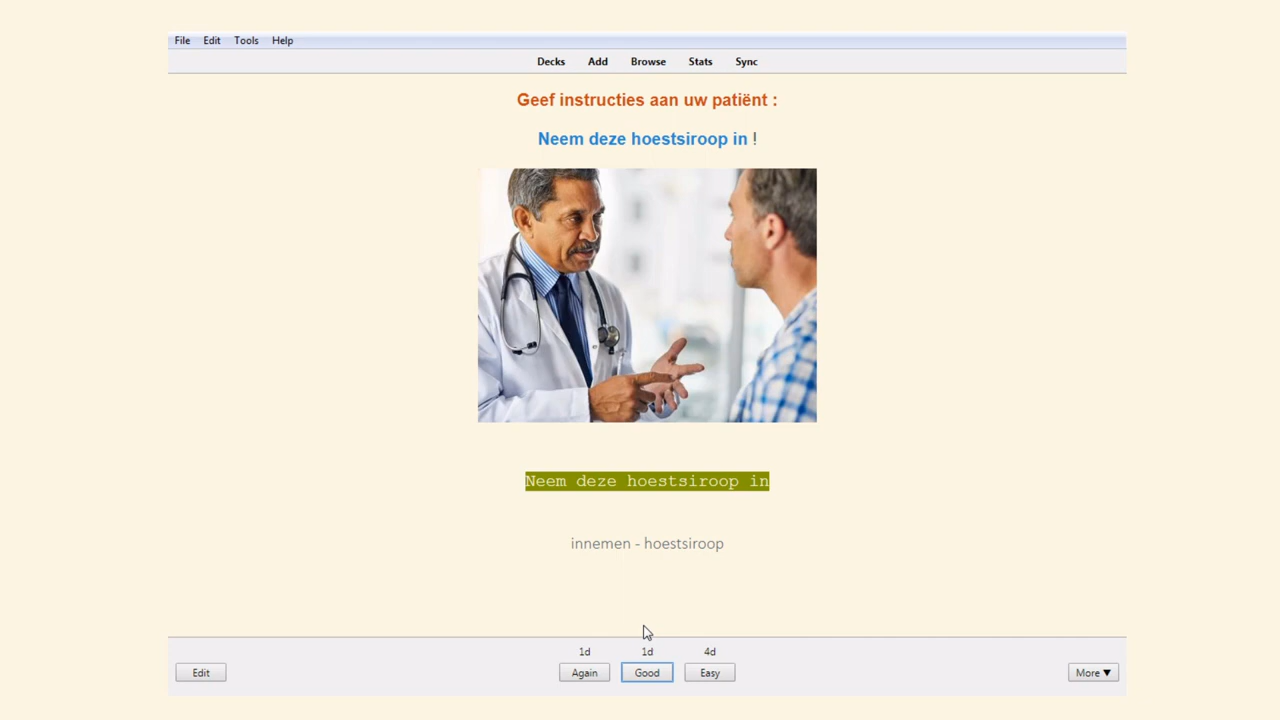 File Edit Tools Help
Decks Add Browse Stats Sync
Geef instructies aan uw patiënt :
Neem deze hoestsiroop in !
Neem deze hoestsiroop in
innemen - hoestsiroop
1d 1d 4d
Edit Again Good Easy More ▼